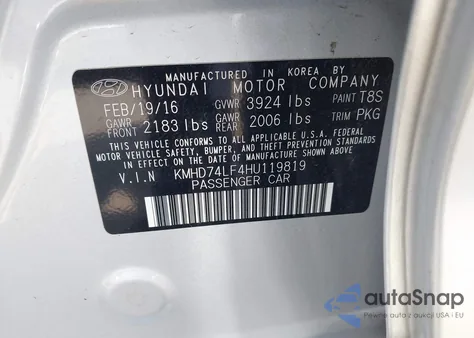 MANUFACTURED IN KOREA BY
HYUNDAI MOTOR COMPANY
FEB/19/16 GVWR 3924 lbs PAINT T8S
GAWR FRONT 2183 lbs GAWR REAR 2006 lbs TRIM PKG
THIS VEHICLE CONFORMS TO ALL APPLICABLE U.S.A. FEDERAL
MOTOR VEHICLE SAFETY, BUMPER, AND THEFT PREVENTION
STANDARDS IN EFFECT ON THE DATE OF MANUFACTURE SHOWN ABOVE.
V.I.N KMHD74LF4HU119819
PASSENGER CAR
autoSnap
Pewne auto z aukcji USA i EU